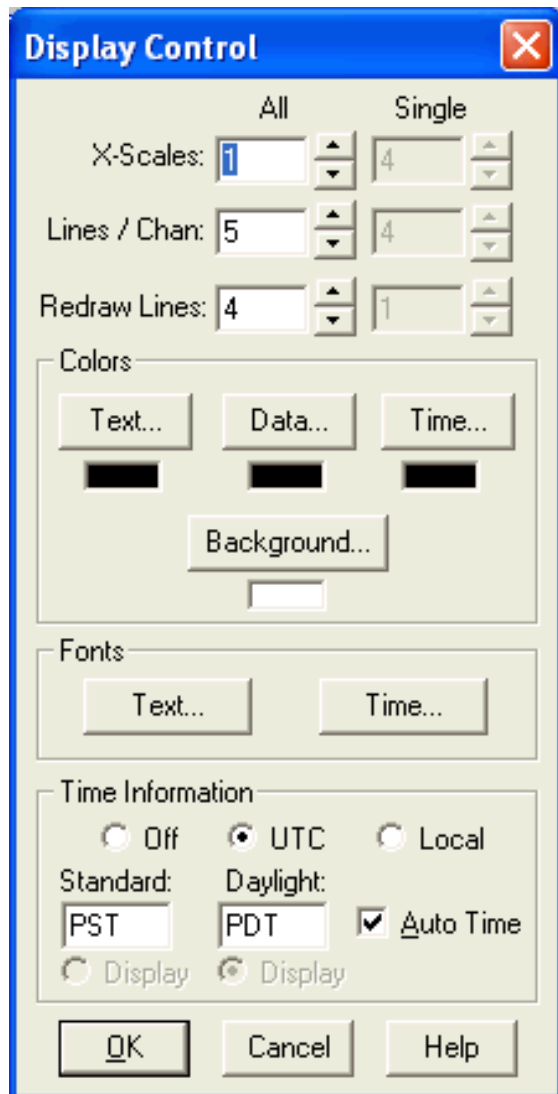 Display Control
All Single
X-Scales: 1 4
Lines / Chan: 5 4
Redraw Lines: 4 1
Colors
Text... Data... Time...
Background...
Fonts
Text... Time...
Time Information
Off UTC Local
Standard: Daylight:
PST PDT Auto Time
Display Display
OK Cancel Help